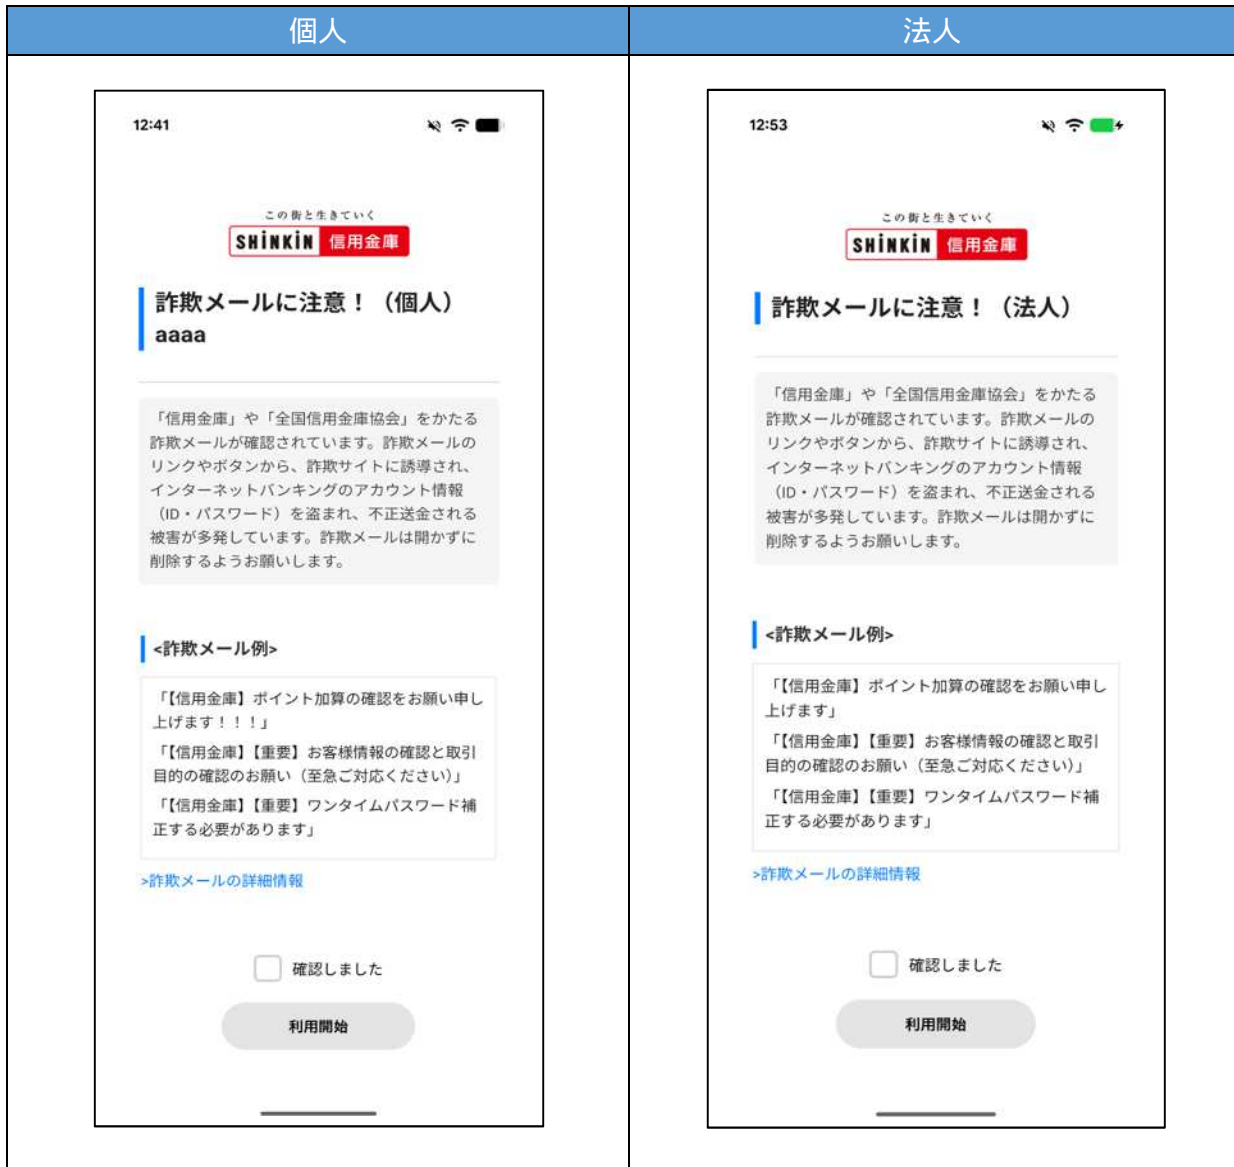 個人
法人
12:41
この街と生きていく
SHINKIN 信用金庫
詐欺メールに注意！（個人）
aaaa
「信用金庫」や「全国信用金庫協会」をかたる
詐欺メールが確認されています。詐欺メールの
リンクやボタンから、詐欺サイトに誘導され、
インターネットバンキングのアカウント情報
（ID・パスワード）を盗まれ、不正送金される
被害が多発しています。詐欺メールは開かずに
削除するようお願いします。
<詐欺メール例>
「【信用金庫】ポイント加算の確認をお願い申し
上げます！！！」
「【信用金庫】【重要】お客様情報の確認と取引
目的の確認のお願い（至急ご対応ください）」
「【信用金庫】【重要】ワンタイムパスワード補
正する必要があります」
>詐欺メールの詳細情報
確認しました
利用開始
12:53
この街と生きていく
SHINKIN 信用金庫
詐欺メールに注意！（法人）
「信用金庫」や「全国信用金庫協会」をかたる
詐欺メールが確認されています。詐欺メールの
リンクやボタンから、詐欺サイトに誘導され、
インターネットバンキングのアカウント情報
（ID・パスワード）を盗まれ、不正送金される
被害が多発しています。詐欺メールは開かずに
削除するようお願いします。
<詐欺メール例>
「【信用金庫】ポイント加算の確認をお願い申し
上げます」
「【信用金庫】【重要】お客様情報の確認と取引
目的の確認のお願い（至急ご対応ください）」
「【信用金庫】【重要】ワンタイムパスワード補
正する必要があります」
>詐欺メールの詳細情報
確認しました
利用開始